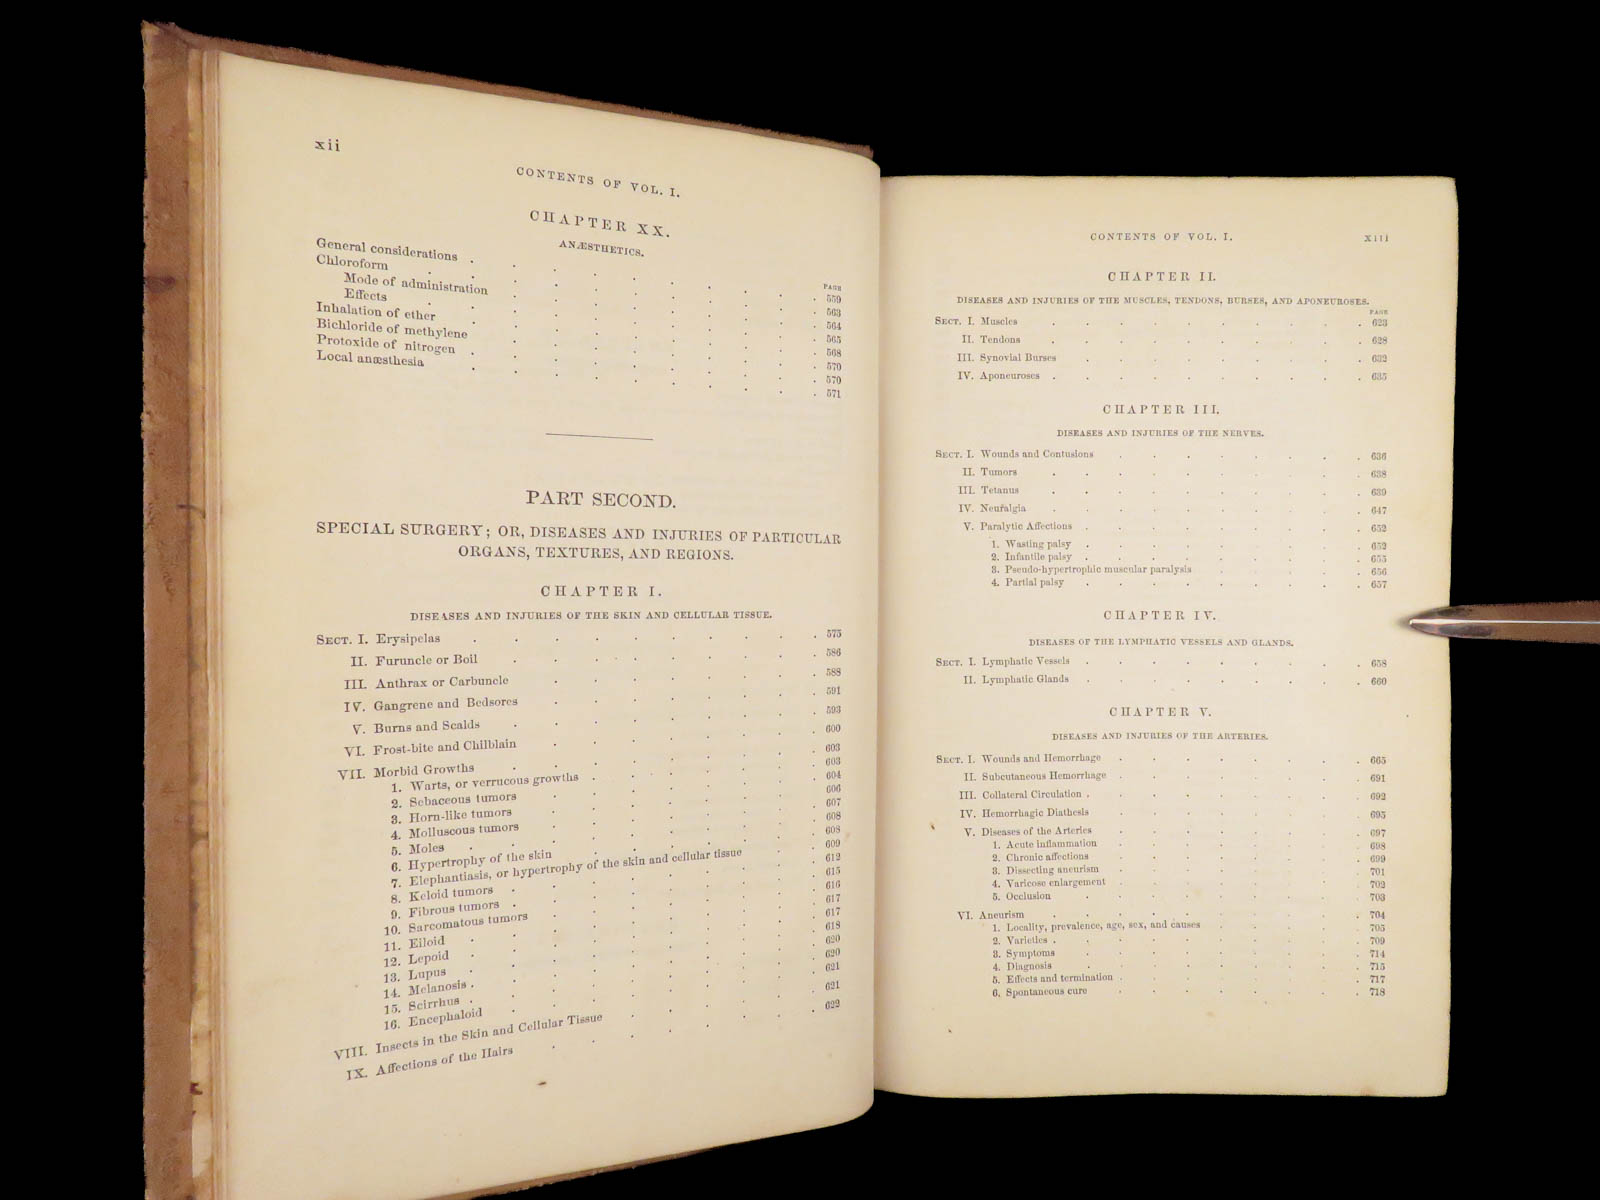 xii
CONTENTS OF VOL. I.
CHAPTER XX.
ANÆSTHETICS.
PAGE
General considerations . 559
Chloroform . 563
Mode of administration . 564
Effects . 565
Inhalation of ether . 568
Bichloride of methylene . 570
Protoxide of nitrogen . 570
Local anæsthesia . 571
PART SECOND.
SPECIAL SURGERY; OR, DISEASES AND INJURIES OF PARTICULAR
ORGANS, TEXTURES, AND REGIONS.
CHAPTER I.
DISEASES AND INJURIES OF THE SKIN AND CELLULAR TISSUE.
SECT. I. Erysipelas . 575
II. Furuncle or Boil . 586
III. Anthrax or Carbuncle . 588
IV. Gangrene and Bedsores . 591
V. Burns and Scalds . 593
VI. Frost-bite and Chilblain . 600
VII. Morbid Growths . 603
1. Warts, or verrucous growths . 603
2. Sebaceous tumors . 604
3. Horn-like tumors . 606
4. Molluscous tumors . 607
5. Moles . 608
6. Hypertrophy of the skin . 608
7. Elephantiasis, or hypertrophy of the skin and cellular tissue . 609
8. Keloid tumors . 612
9. Fibrous tumors . 615
10. Sarcomatous tumors . 616
11. Eiloid . 617
12. Lepoid . 617
13. Lupus . 618
14. Melanosis . 620
15. Scirrhus . 620
16. Encephaloid . 621
VIII. Insects in the Skin and Cellular Tissue . 621
IX. Affections of the Hairs . 622
CONTENTS OF VOL. I. xiii
CHAPTER II.
DISEASES AND INJURIES OF THE MUSCLES, TENDONS, BURSES, AND APONEUROSES.
PAGE
SECT. I. Muscles . 623
II. Tendons . 628
III. Synovial Burses . 632
IV. Aponeuroses . 635
CHAPTER III.
DISEASES AND INJURIES OF THE NERVES.
SECT. I. Wounds and Contusions . 636
II. Tumors . 638
III. Tetanus . 639
IV. Neuralgia . 647
V. Paralytic Affections . 652
1. Wasting palsy . 652
2. Infantile palsy . 655
3. Pseudo-hypertrophic muscular paralysis . 656
4. Partial palsy . 657
CHAPTER IV.
DISEASES OF THE LYMPHATIC VESSELS AND GLANDS.
SECT. I. Lymphatic Vessels . 658
II. Lymphatic Glands . 660
CHAPTER V.
DISEASES AND INJURIES OF THE ARTERIES.
SECT. I. Wounds and Hemorrhage . 665
II. Subcutaneous Hemorrhage . 691
III. Collateral Circulation . 692
IV. Hemorrhagic Diathesis . 695
V. Diseases of the Arteries . 697
1. Acute inflammation . 698
2. Chronic affections . 699
3. Dissecting aneurism . 701
4. Varicose enlargement . 702
5. Occlusion . 703
VI. Aneurism . 704
1. Locality, prevalence, age, sex, and causes . 705
2. Varieties . 709
3. Symptoms . 714
4. Diagnosis . 715
5. Effects and termination . 717
6. Spontaneous cure . 718